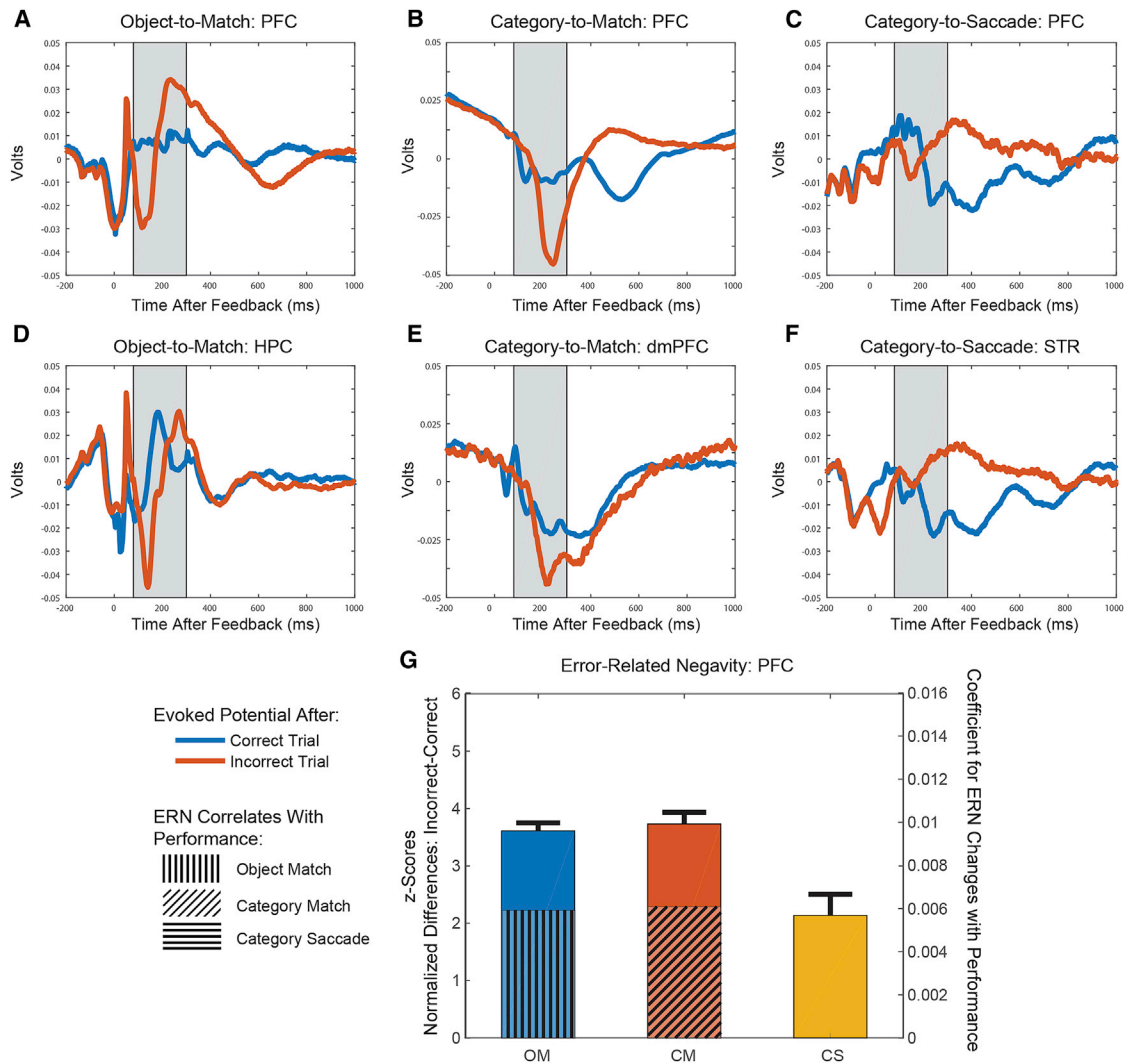 A
Object-to-Match: PFC
0.05
0.04
0.03
0.02
0.01
0
-0.01
-0.02
-0.03
-0.04
-0.05
Volts
-200 0 200 400 600 800 1000
Time After Feedback (ms)
B
Category-to-Match: PFC
0.05
0.025
0
-0.025
-0.05
Volts
-200 0 200 400 600 800 1000
Time After Feedback (ms)
C
Category-to-Saccade: PFC
0.05
0.04
0.03
0.02
0.01
0
-0.01
-0.02
-0.03
-0.04
-0.05
Volts
-200 0 200 400 600 800 1000
Time After Feedback (ms)
D
Object-to-Match: HPC
0.05
0.04
0.03
0.02
0.01
0
-0.01
-0.02
-0.03
-0.04
-0.05
Volts
-200 0 200 400 600 800 1000
Time After Feedback (ms)
E
Category-to-Match: dmPFC
0.05
0.025
0
-0.025
-0.05
Volts
-200 0 200 400 600 800 1000
Time After Feedback (ms)
F
Category-to-Saccade: STR
0.05
0.04
0.03
0.02
0.01
0
-0.01
-0.02
-0.03
-0.04
-0.05
Volts
-200 0 200 400 600 800 1000
Time After Feedback (ms)
Evoked Potential After:
Correct Trial
Incorrect Trial
ERN Correlates With
Performance:
Object Match
Category Match
Category Saccade
G
Error-Related Negavity: PFC
z-Scores
Normalized Differences: Incorrect-Correct
6
5
4
3
2
1
0
0.016
0.014
0.012
0.010
0.008
0.006
0.004
0.002
0
Coefficient for ERN Changes with Performance
OM CM CS